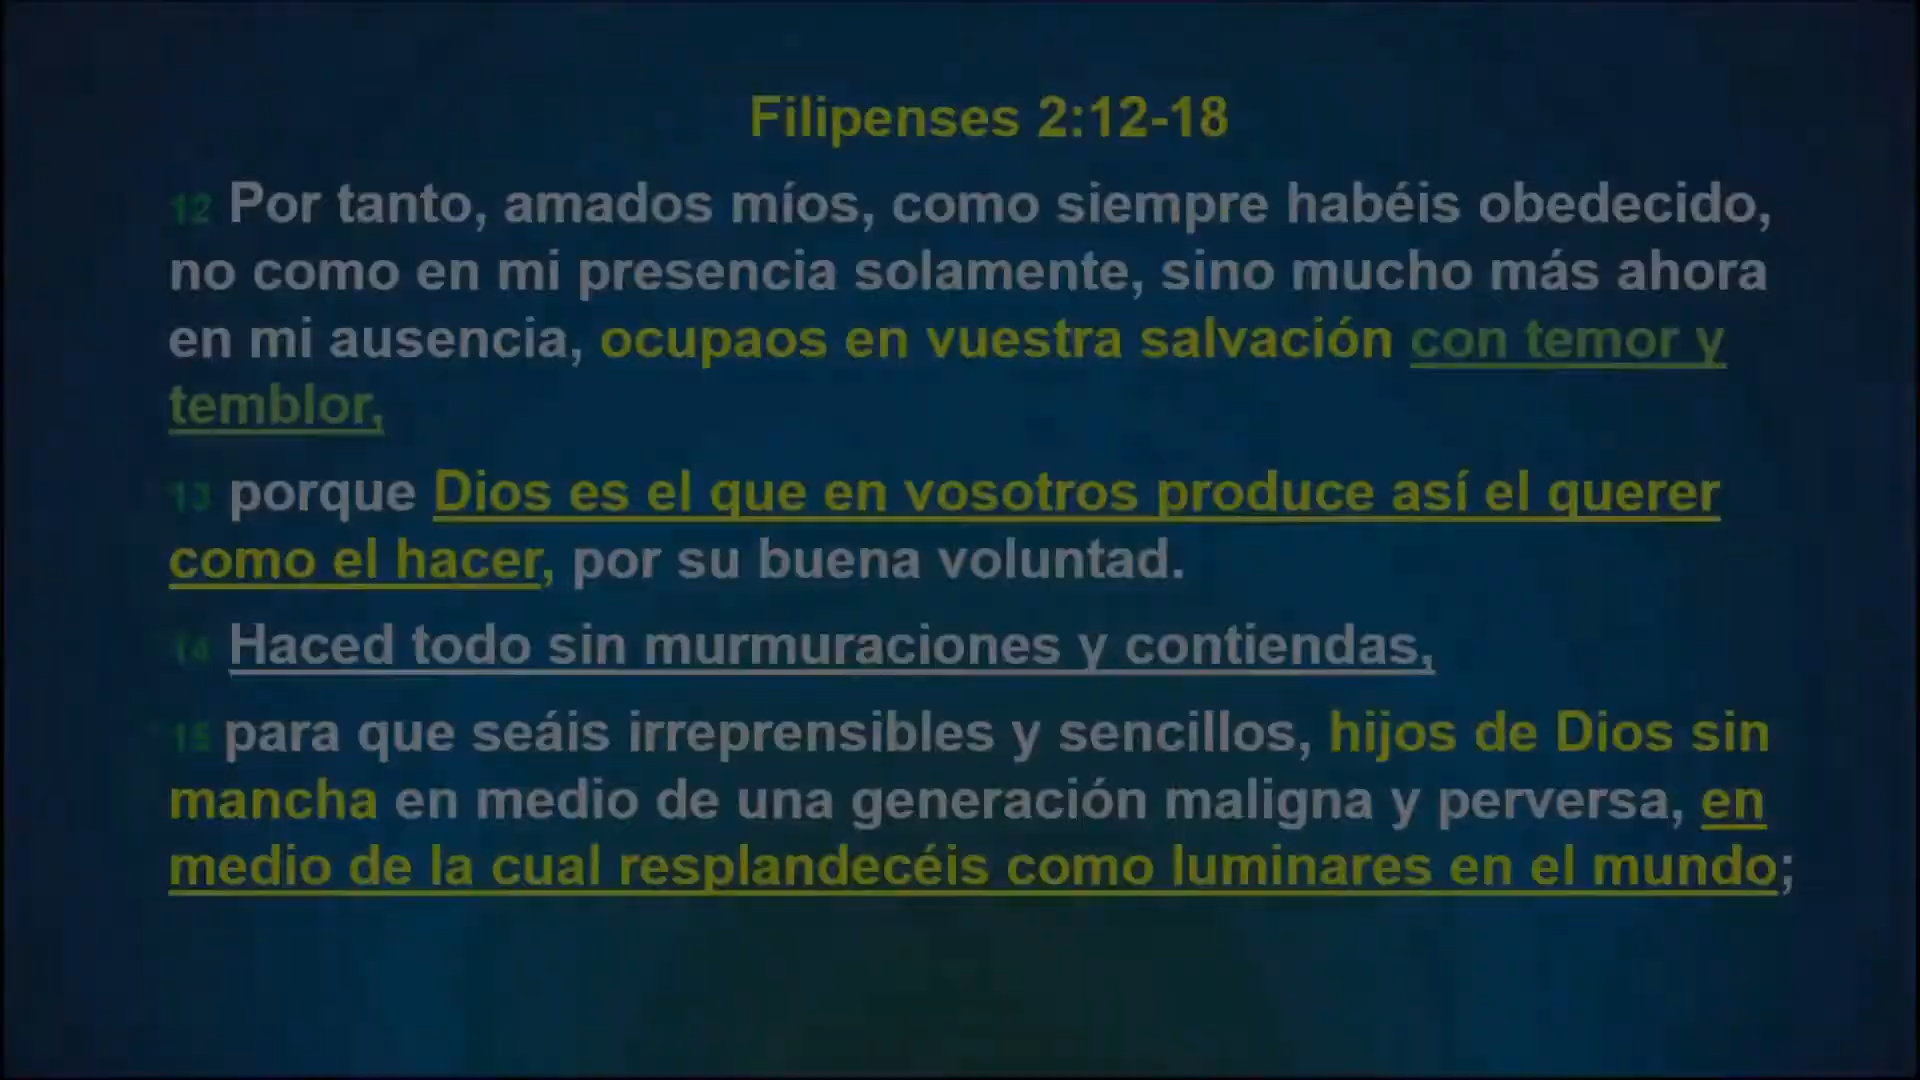 Filipenses 2:12-18
12 Por tanto, amados míos, como siempre habéis obedecido,
no como en mi presencia solamente, sino mucho más ahora
en mi ausencia, ocupaos en vuestra salvación con temor y
temblor,
13 porque Dios es el que en vosotros produce así el querer
como el hacer, por su buena voluntad.
14 Haced todo sin murmuraciones y contiendas,
15 para que seáis irreprensibles y sencillos, hijos de Dios sin
mancha en medio de una generación maligna y perversa, en
medio de la cual resplandecéis como luminares en el mundo;